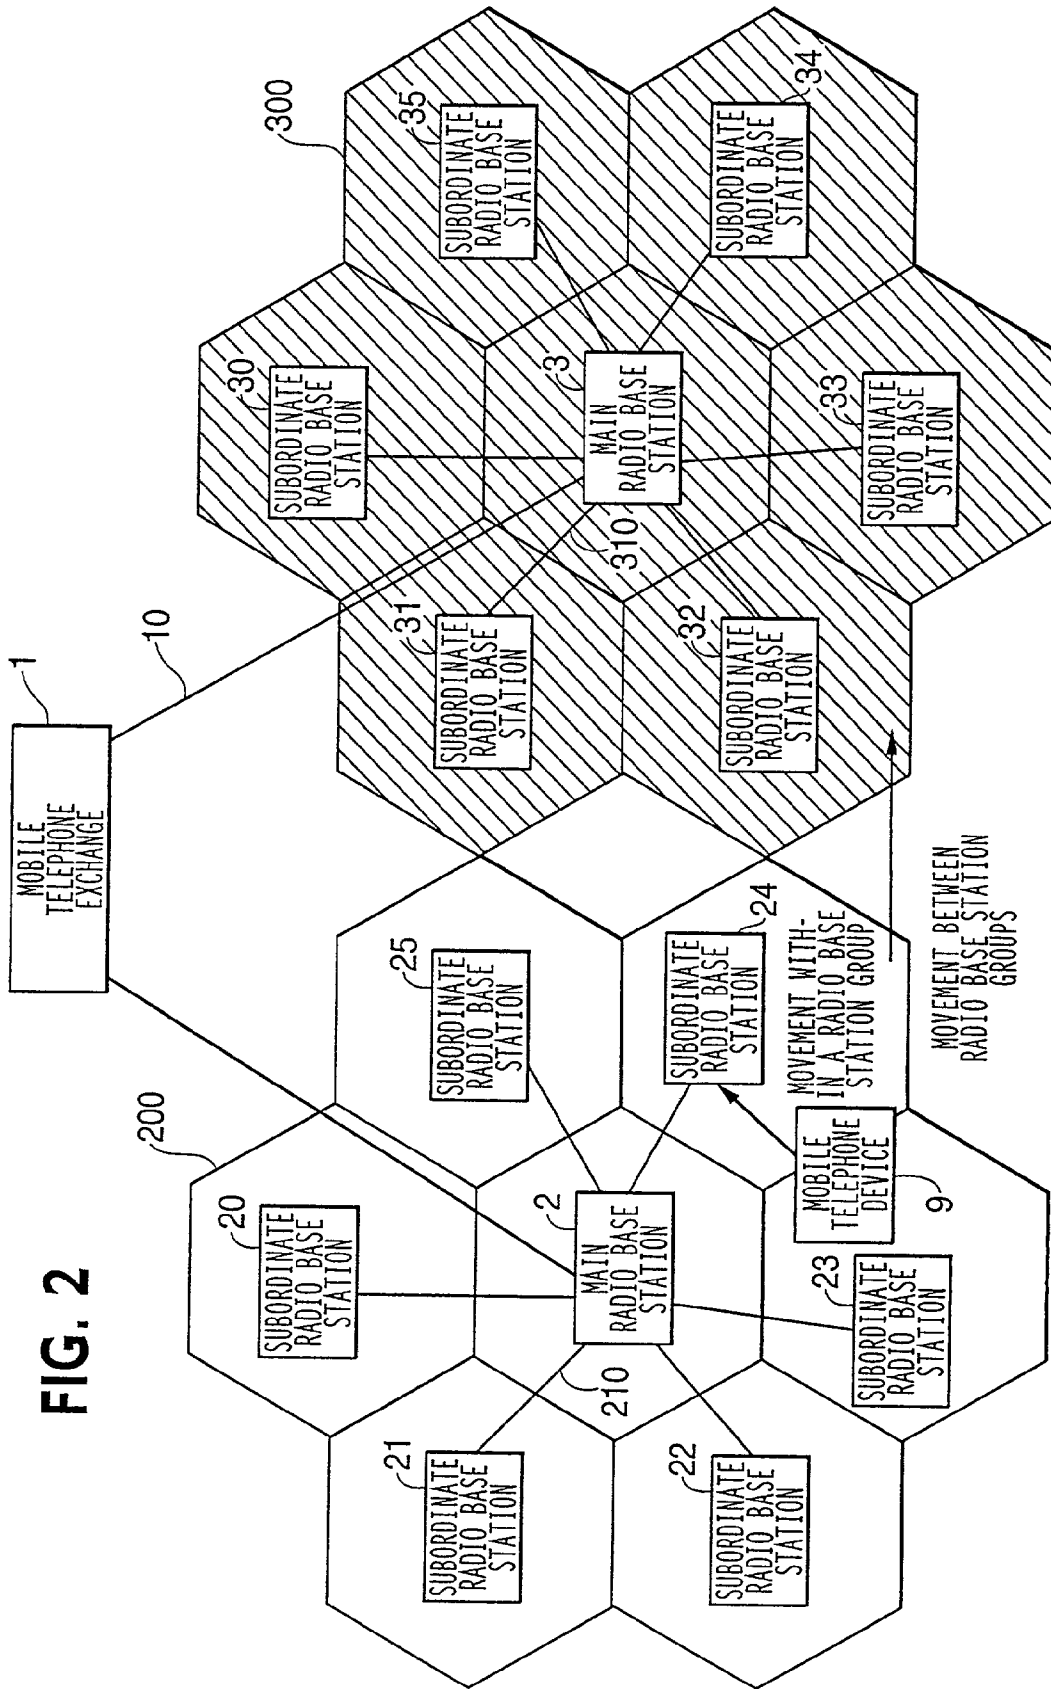 FIG. 2
MOBILE
TELEPHONE
EXCHANGE
1
10
200
20
SUBORDINATE
RADIO BASE
STATION
21
SUBORDINATE
RADIO BASE
STATION
25
SUBORDINATE
RADIO BASE
STATION
2
MAIN
RADIO BASE
STATION
210
22
SUBORDINATE
RADIO BASE
STATION
24
SUBORDINATE
RADIO BASE
STATION
23
SUBORDINATE
RADIO BASE
STATION
MOBILE
TELEPHONE
DEVICE
9
MOVEMENT WITH-
IN A RADIO BASE
STATION GROUP
MOVEMENT BETWEEN
RADIO BASE STATION
GROUPS
300
30
SUBORDINATE
RADIO BASE
STATION
31
SUBORDINATE
RADIO BASE
STATION
35
SUBORDINATE
RADIO BASE
STATION
3
MAIN
RADIO BASE
STATION
310
32
SUBORDINATE
RADIO BASE
STATION
34
SUBORDINATE
RADIO BASE
STATION
33
SUBORDINATE
RADIO BASE
STATION